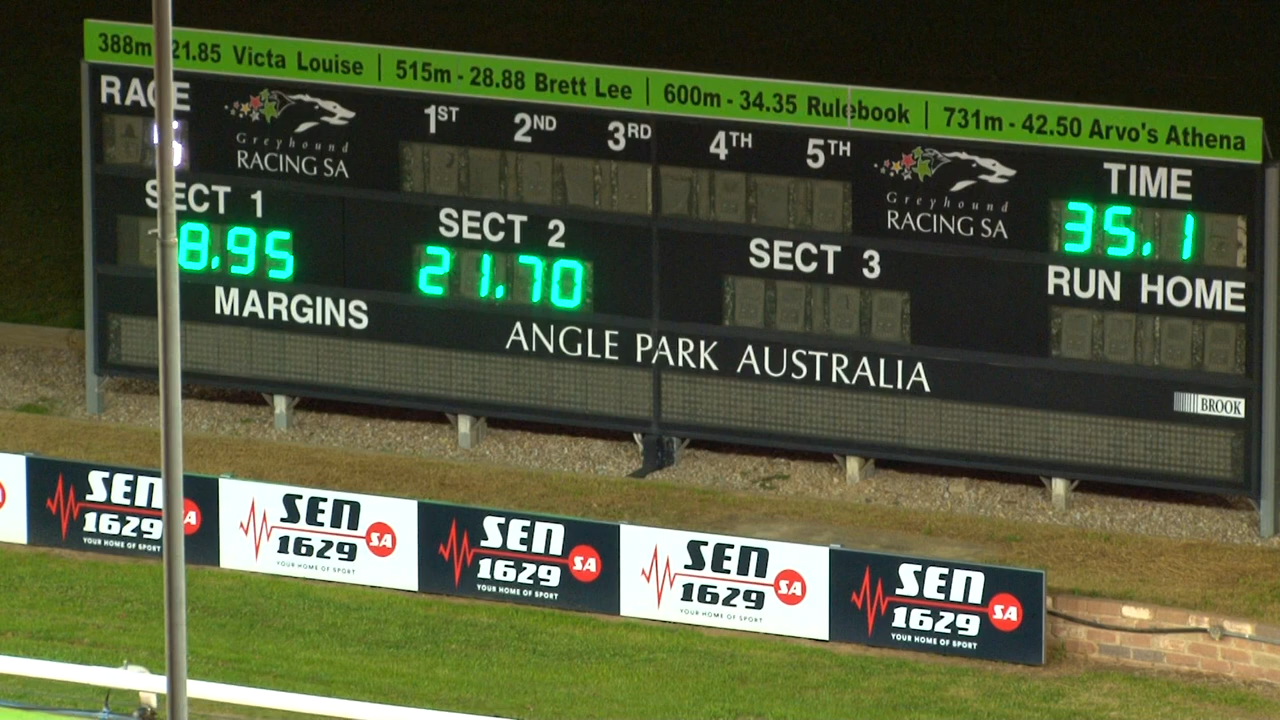 388m - 21.85 Victa Louise | 515m - 28.88 Brett Lee | 600m - 34.35 Rulebook | 731m - 42.50 Arvo's Athena
RACE
Greyhound
RACING SA
1ST 2ND 3RD 4TH 5TH
Greyhound
RACING SA
TIME
35.1
SECT 1
8.95
SECT 2
21.70
SECT 3
RUN HOME
MARGINS
ANGLE PARK AUSTRALIA
BROOK
SEN
1629
SA
YOUR HOME OF SPORT
SEN
1629
SA
YOUR HOME OF SPORT
SEN
1629
SA
YOUR HOME OF SPORT
SEN
1629
SA
YOUR HOME OF SPORT
SEN
1629
SA
YOUR HOME OF SPORT